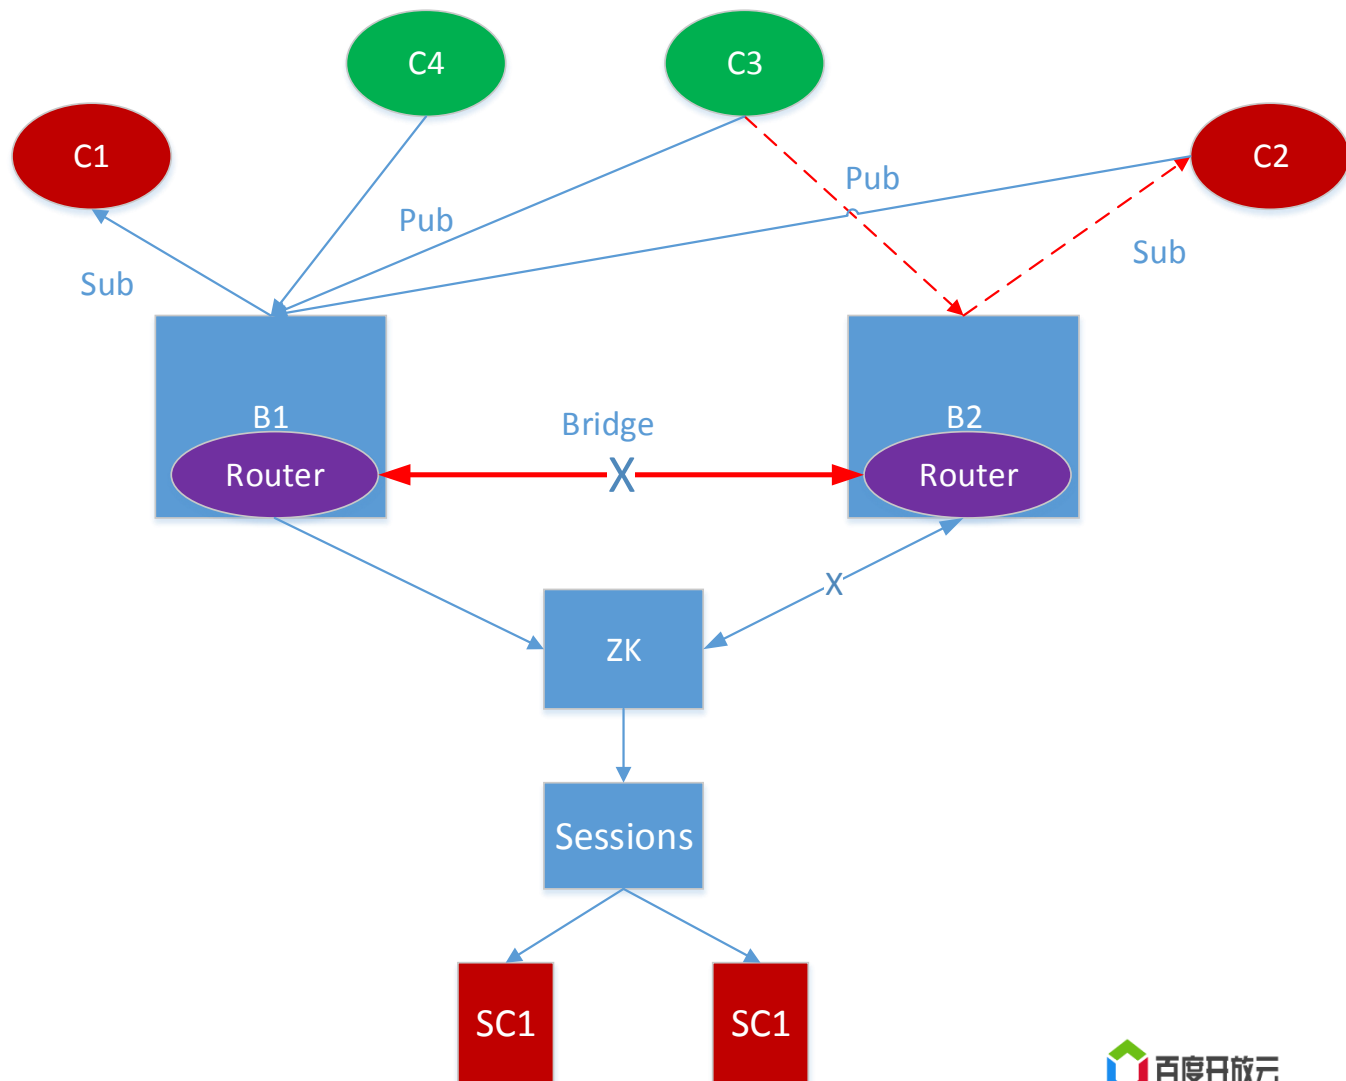 C4
C3
C1
C2
Pub
Pub
Sub
Sub
B1
B2
Bridge
Router
X
Router
X
ZK
Sessions
SC1
SC1
百度开放云